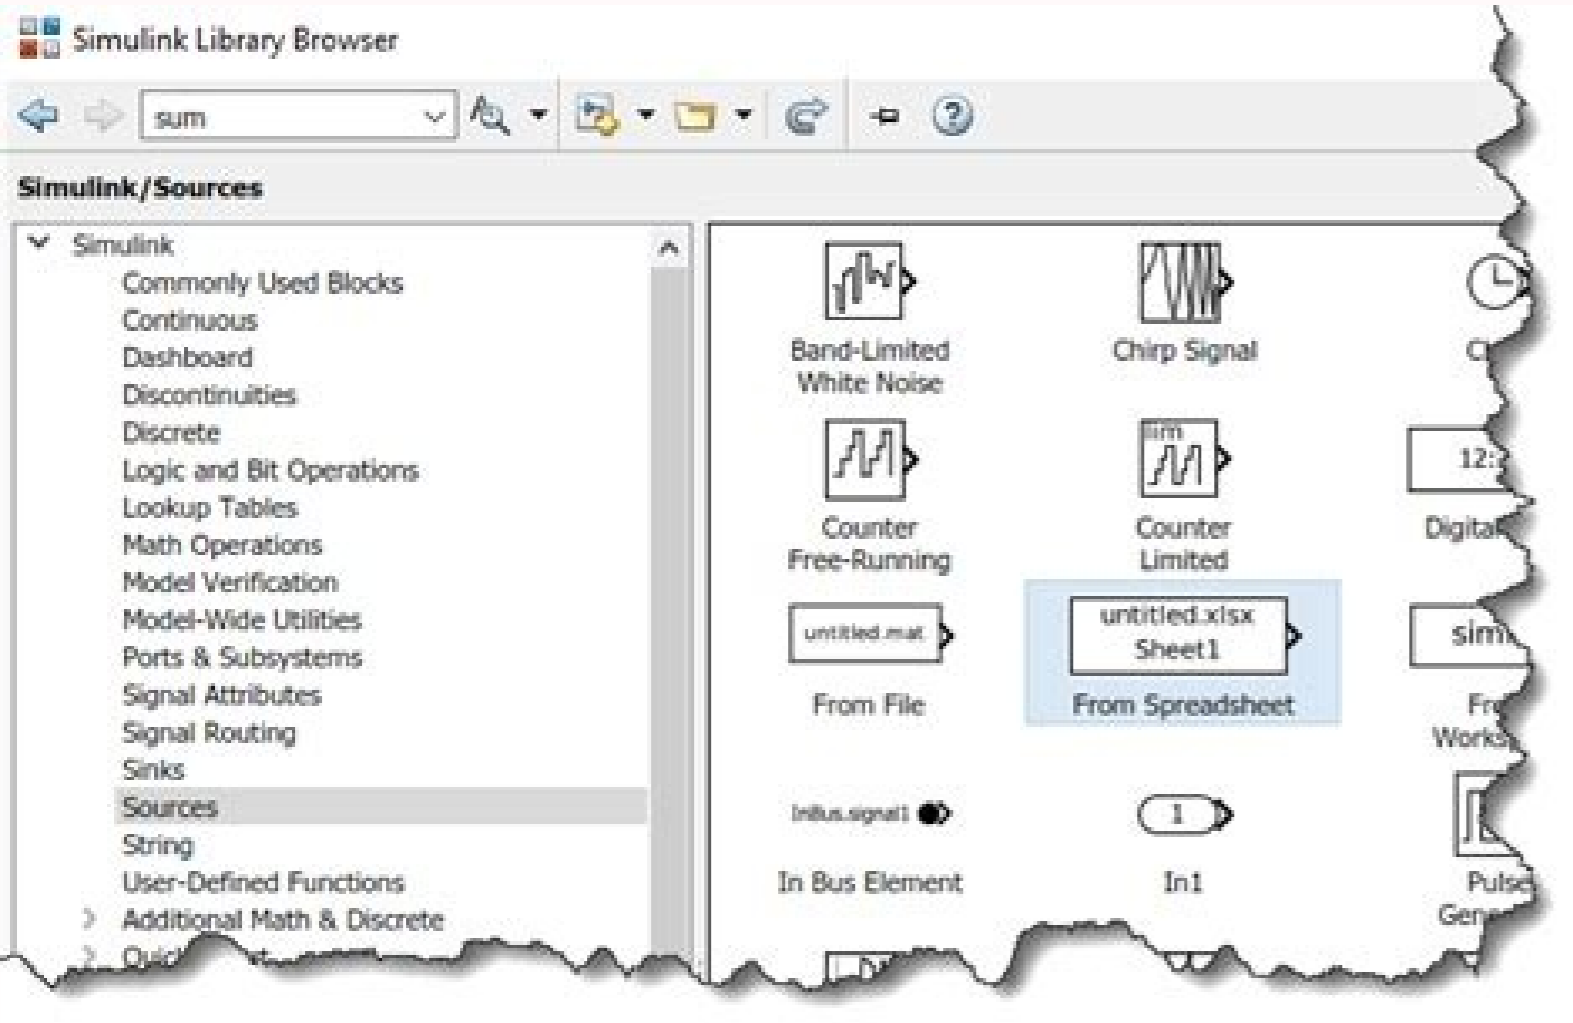 Simulink Library Browser
sum
Simulink/Sources
Simulink
Commonly Used Blocks
Continuous
Dashboard
Discontinuities
Discrete
Logic and Bit Operations
Lookup Tables
Math Operations
Model Verification
Model-Wide Utilities
Ports & Subsystems
Signal Attributes
Signal Routing
Sinks
Sources
String
User-Defined Functions
Additional Math & Discrete
Band-Limited
White Noise
Chirp Signal
Counter
Free-Running
lim
Counter
Limited
12:
Digital
untitled.mat
From File
untitled.xlsx
Sheet1
From Spreadsheet
sim
InBus.signal1
In Bus Element
1
In1
Pulse